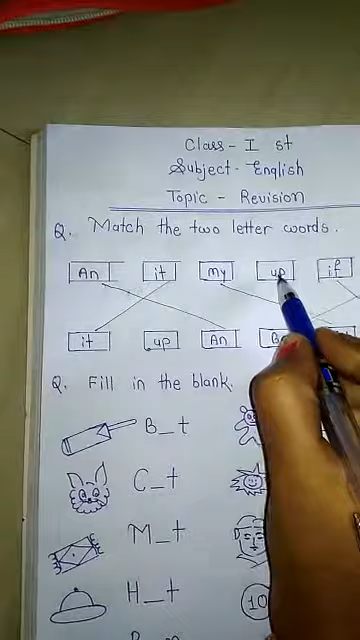 Class - I st
Subject - English
Topic - Revision
Q. Match the two letter words.
An it my up if
it up An
Q. Fill in the blank.
B_t
C_t
M_t
H_t
10